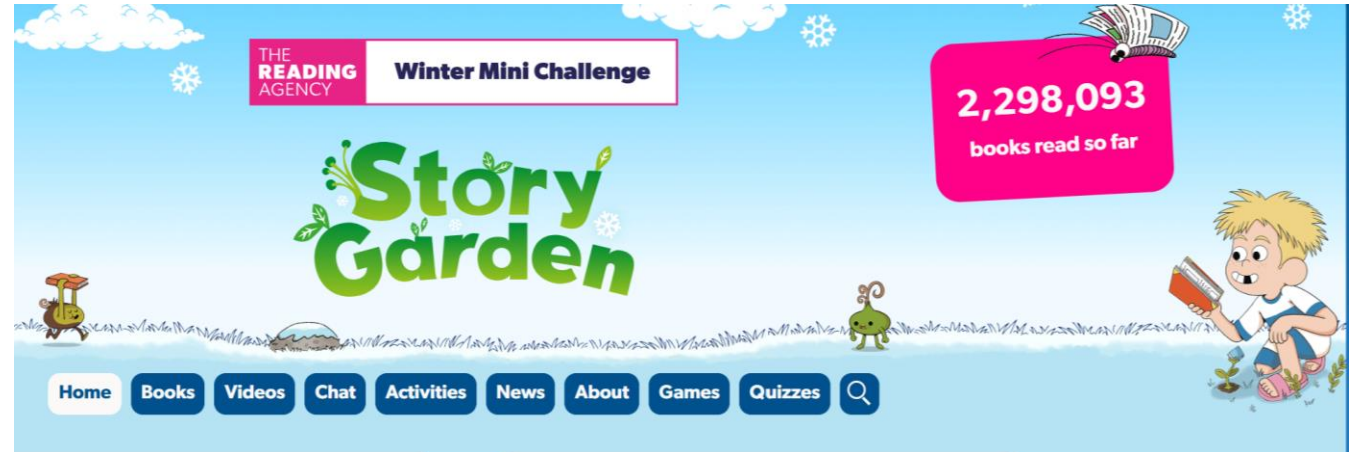 THE
READING
AGENCY
Winter Mini Challenge
2,298,093
books read so far
Story
Garden
Home Books Videos Chat Activities News About Games Quizzes